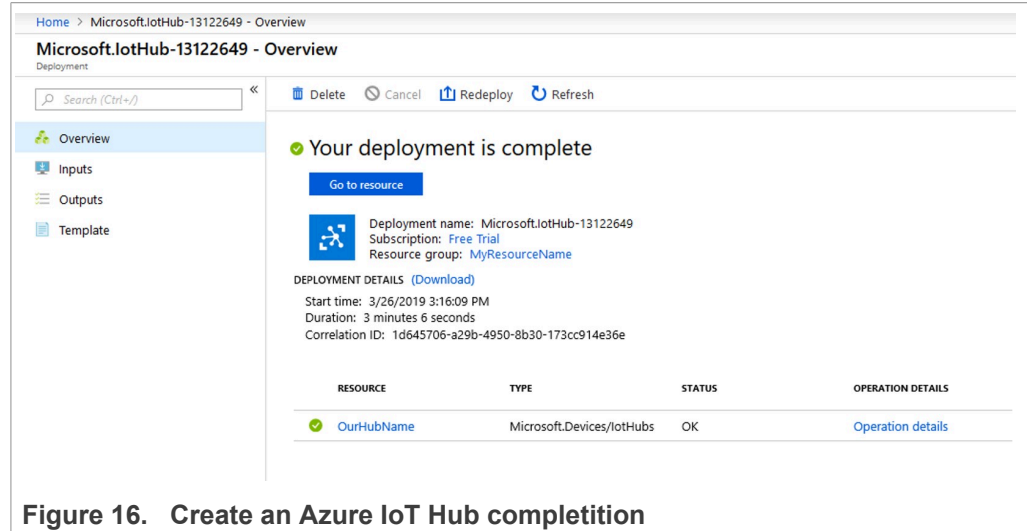 Home > Microsoft.IotHub-13122649 - Overview
Microsoft.IotHub-13122649 - Overview
Deployment
Search (Ctrl+/)
«
Delete Cancel Redeploy Refresh
Overview
Inputs
Outputs
Template
Your deployment is complete
Go to resource
Deployment name: Microsoft.IotHub-13122649
Subscription: Free Trial
Resource group: MyResourceName
DEPLOYMENT DETAILS (Download)
Start time: 3/26/2019 3:16:09 PM
Duration: 3 minutes 6 seconds
Correlation ID: 1d645706-a29b-4950-8b30-173cc914e36e
RESOURCE TYPE STATUS OPERATION DETAILS
OurHubName Microsoft.Devices/IotHubs OK Operation details
Figure 16. Create an Azure IoT Hub completition